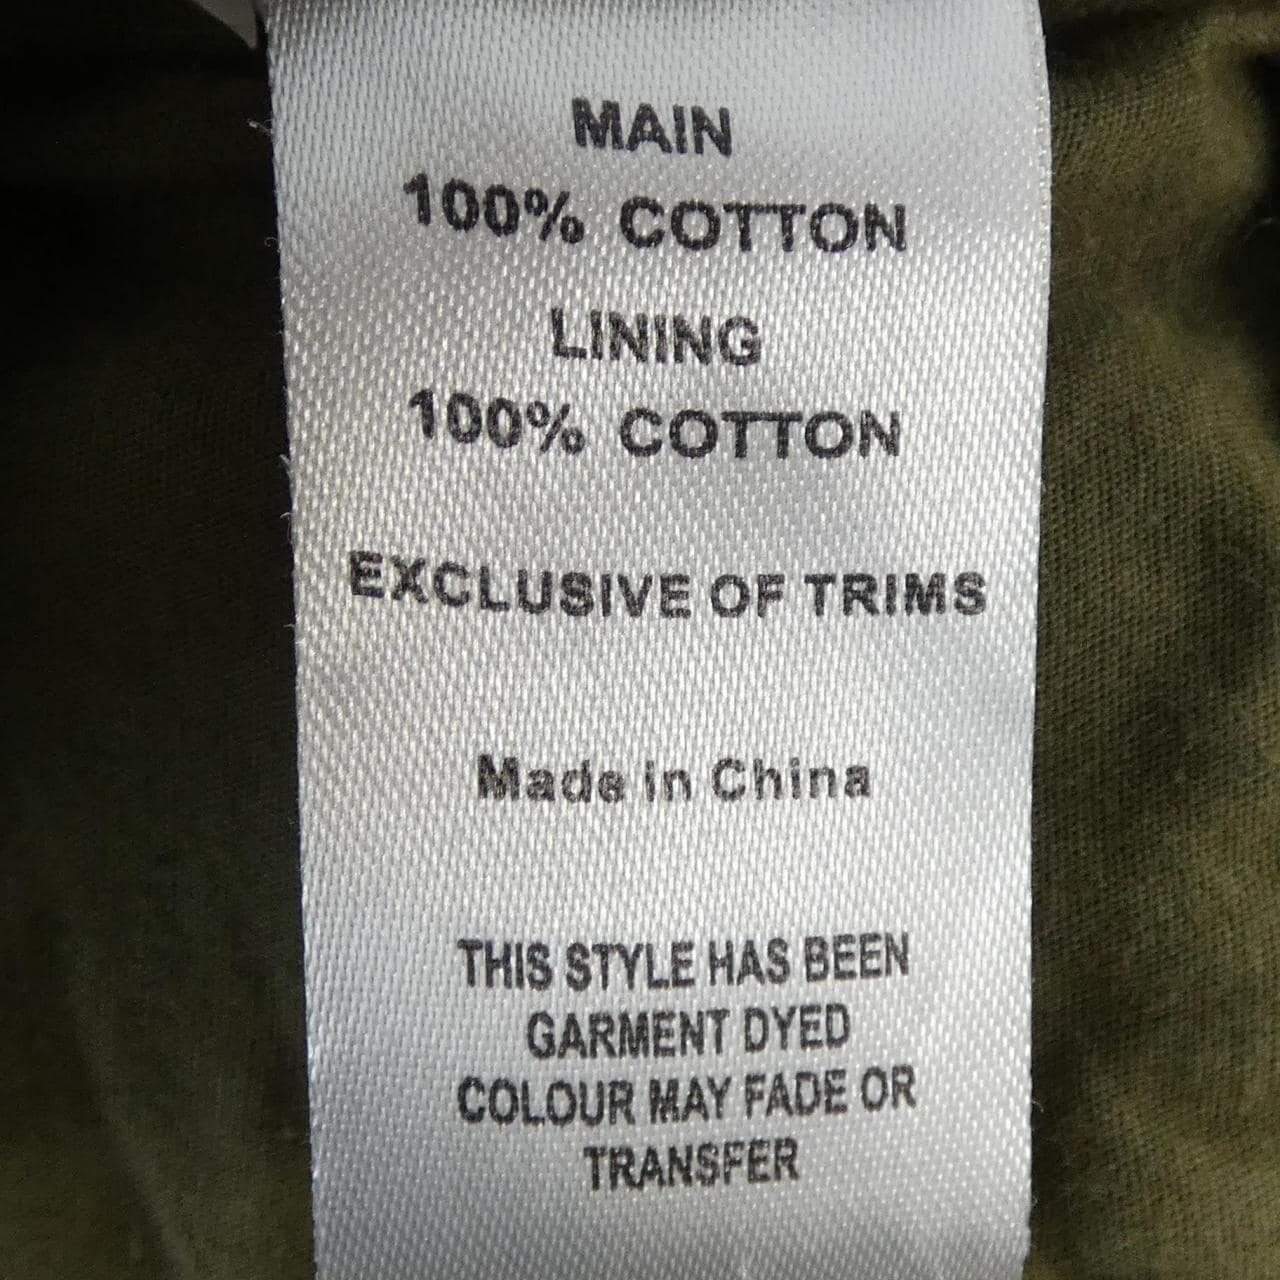 MAIN
100% COTTON
LINING
100% COTTON
EXCLUSIVE OF TRIMS
Made in China
THIS STYLE HAS BEEN
GARMENT DYED
COLOUR MAY FADE OR
TRANSFER